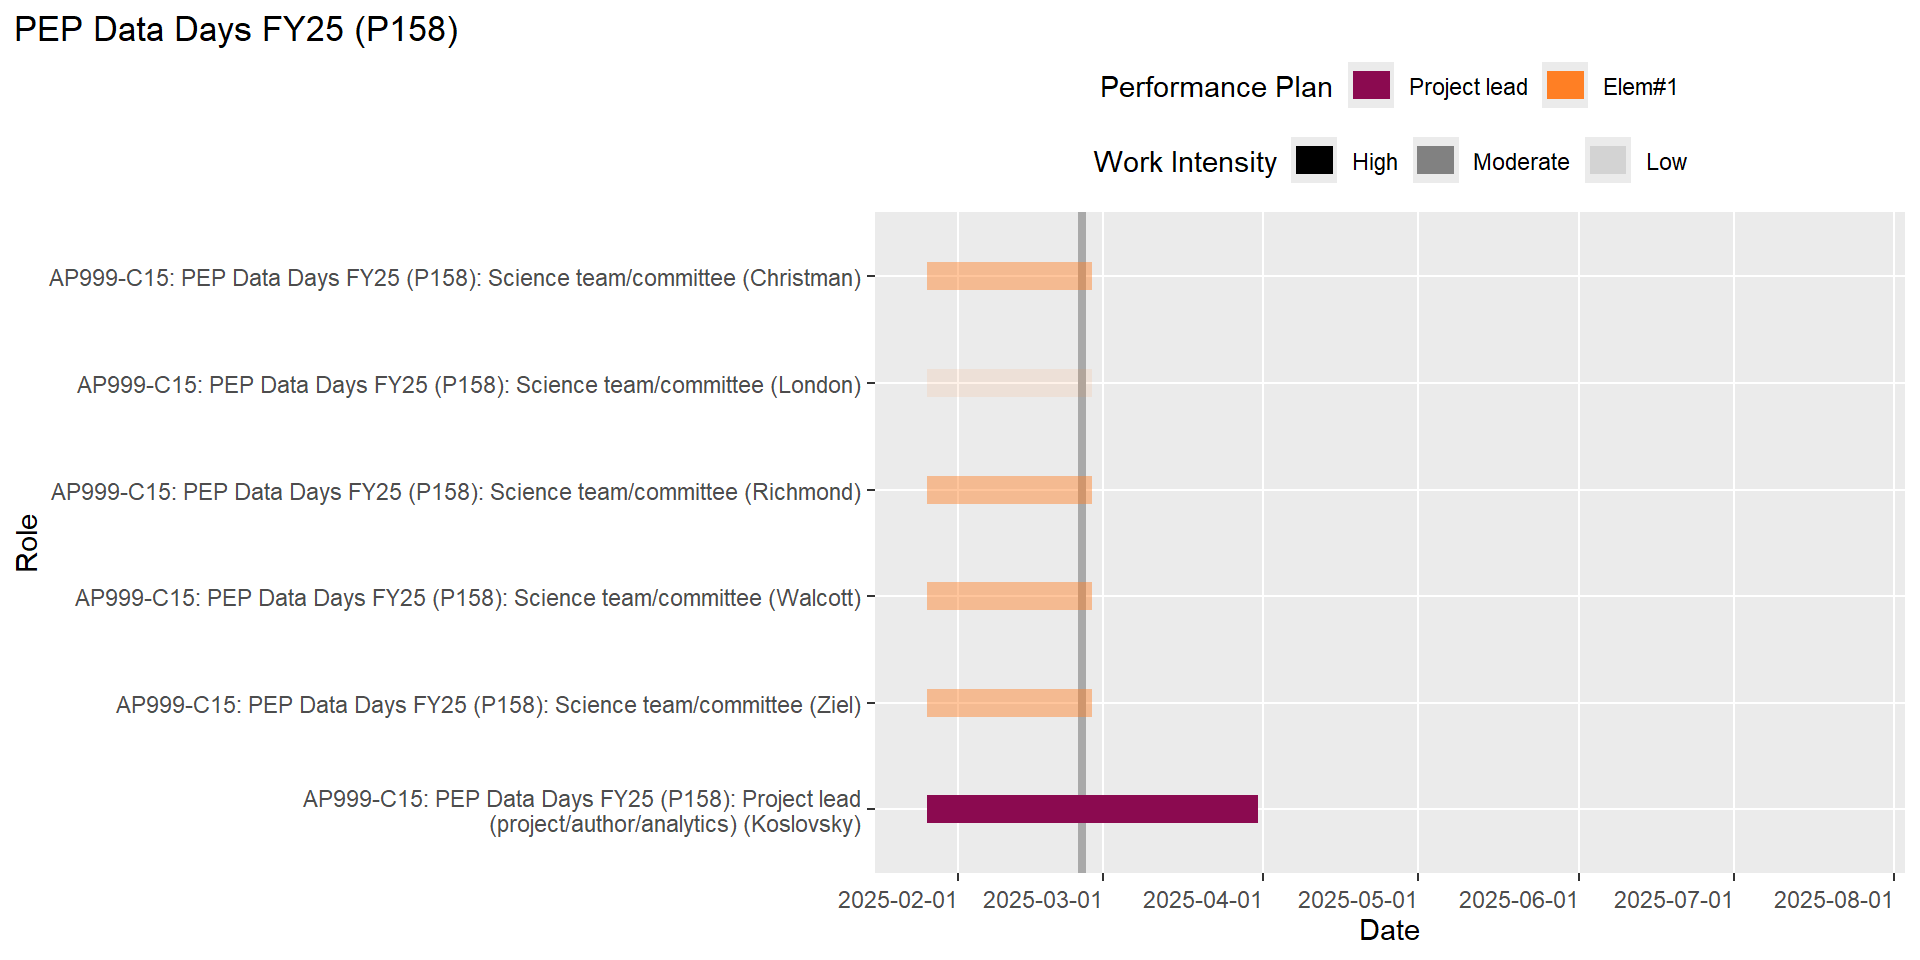 PEP Data Days FY25 (P158)
Performance Plan Project lead Elem#1
Work Intensity High Moderate Low
AP999-C15: PEP Data Days FY25 (P158): Science team/committee (Christman)
AP999-C15: PEP Data Days FY25 (P158): Science team/committee (London)
AP999-C15: PEP Data Days FY25 (P158): Science team/committee (Richmond)
Role
AP999-C15: PEP Data Days FY25 (P158): Science team/committee (Walcott)
AP999-C15: PEP Data Days FY25 (P158): Science team/committee (Ziel)
AP999-C15: PEP Data Days FY25 (P158): Project lead
(project/author/analytics) (Koslovsky)
2025-02-01 2025-03-01 2025-04-01 2025-05-01 2025-06-01 2025-07-01 2025-08-01
Date